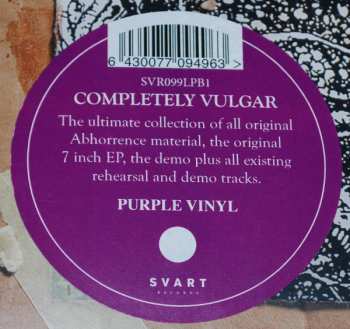 6 430077 094963 >
SVR099LPB1
COMPLETELY VULGAR
The ultimate collection of all original
Abhorrence material, the original
7 inch EP, the demo plus all existing
rehearsal and demo tracks.
PURPLE VINYL
SVART
RECORDS